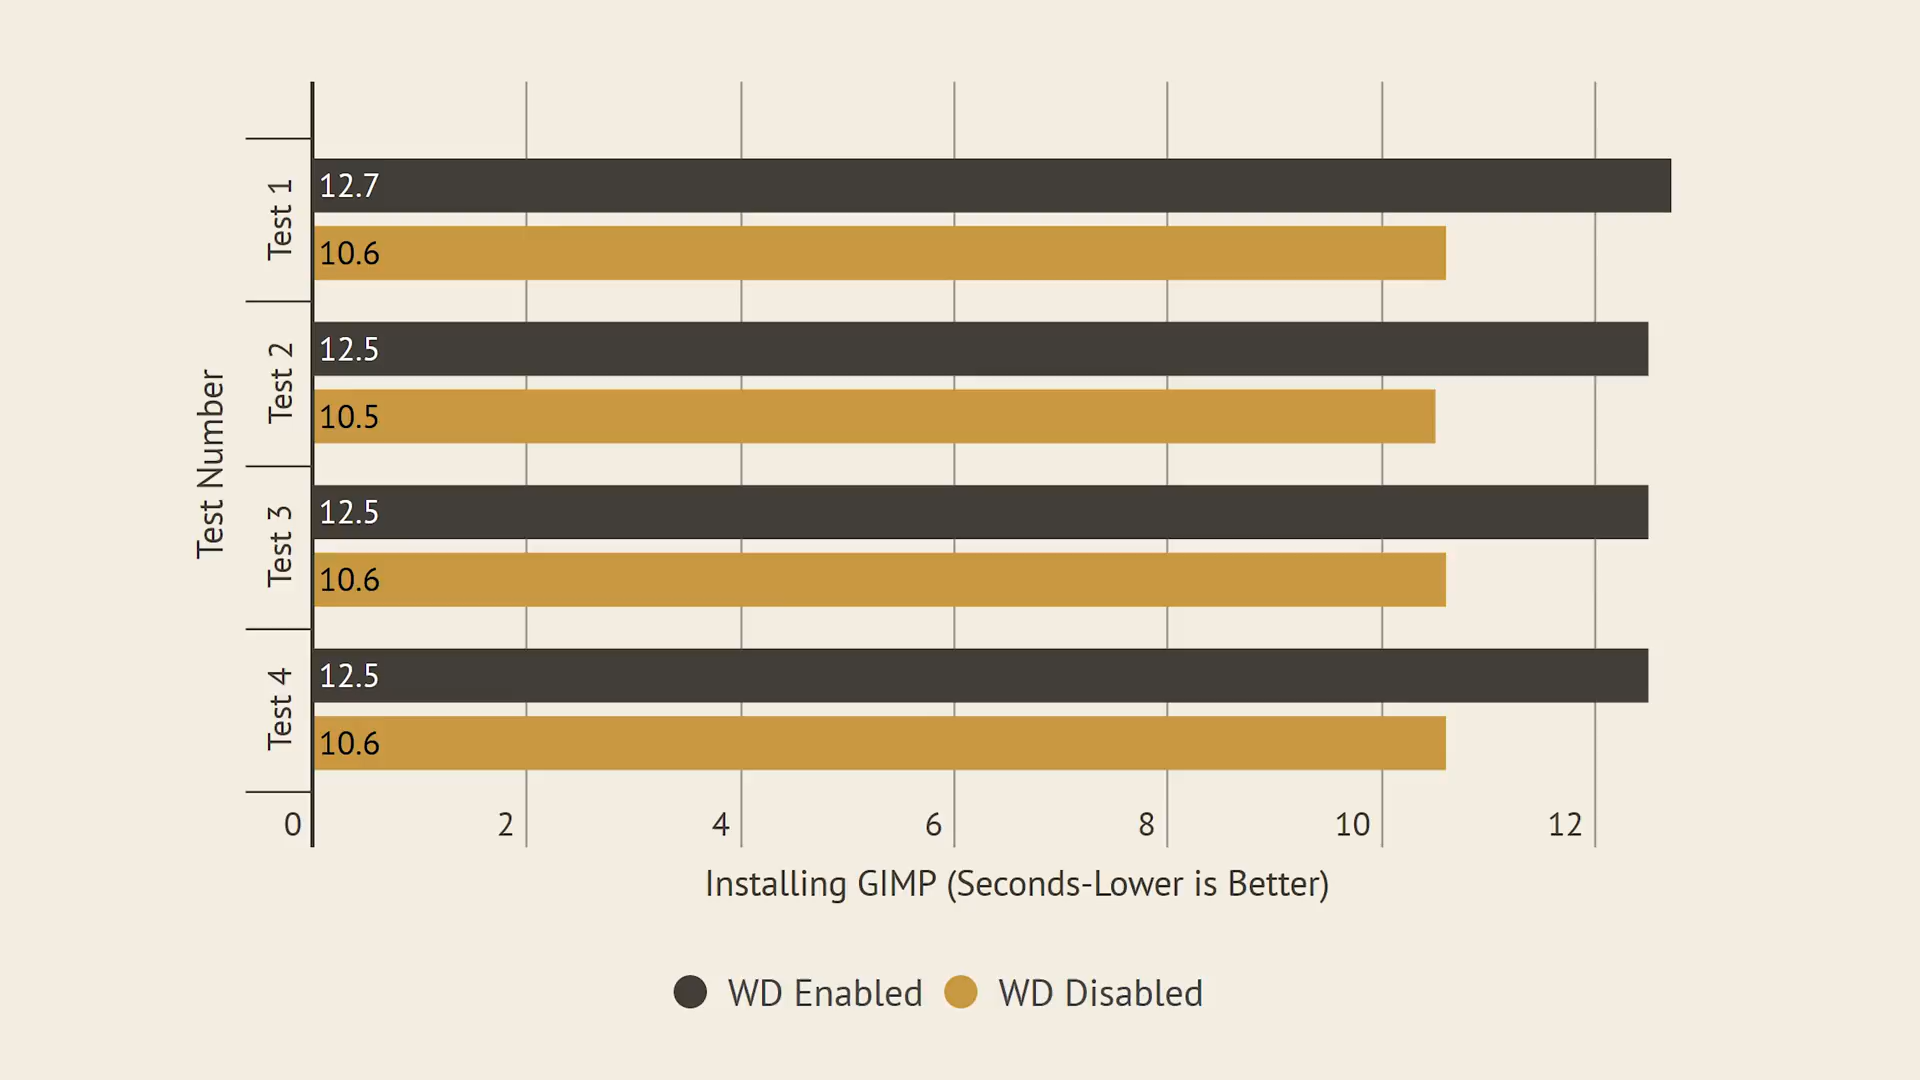 Test Number
Test 1
12.7
10.6
Test 2
12.5
10.5
Test 3
12.5
10.6
Test 4
12.5
10.6
0 2 4 6 8 10 12
Installing GIMP (Seconds-Lower is Better)
WD Enabled WD Disabled